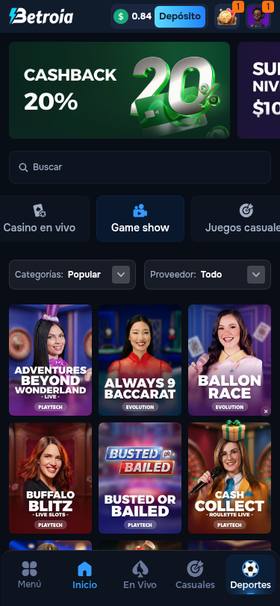 Betroia
$ 0.84 Depósito
1
1
CASHBACK
20%
20
SU
NIV
$10
Buscar
Casino en vivo
Game show
Juegos casuale
Categorías: Popular
Proveedor: Todo
ADVENTURES
BEYOND
WONDERLAND
LIVE
PLAYTECH
ALWAYS 9
BACCARAT
EVOLUTION
BALLON
RACE
EVOLUTION
BUFFALO
BLITZ
LIVE SLOTS
PLAYTECH
BUSTED OR
BAILED
BUSTED OR
BAILED
PLAYTECH
CASH
COLLECT
ROULETTE LIVE
PLAYTECH
Menú
Inicio
En Vivo
Casuales
Deportes